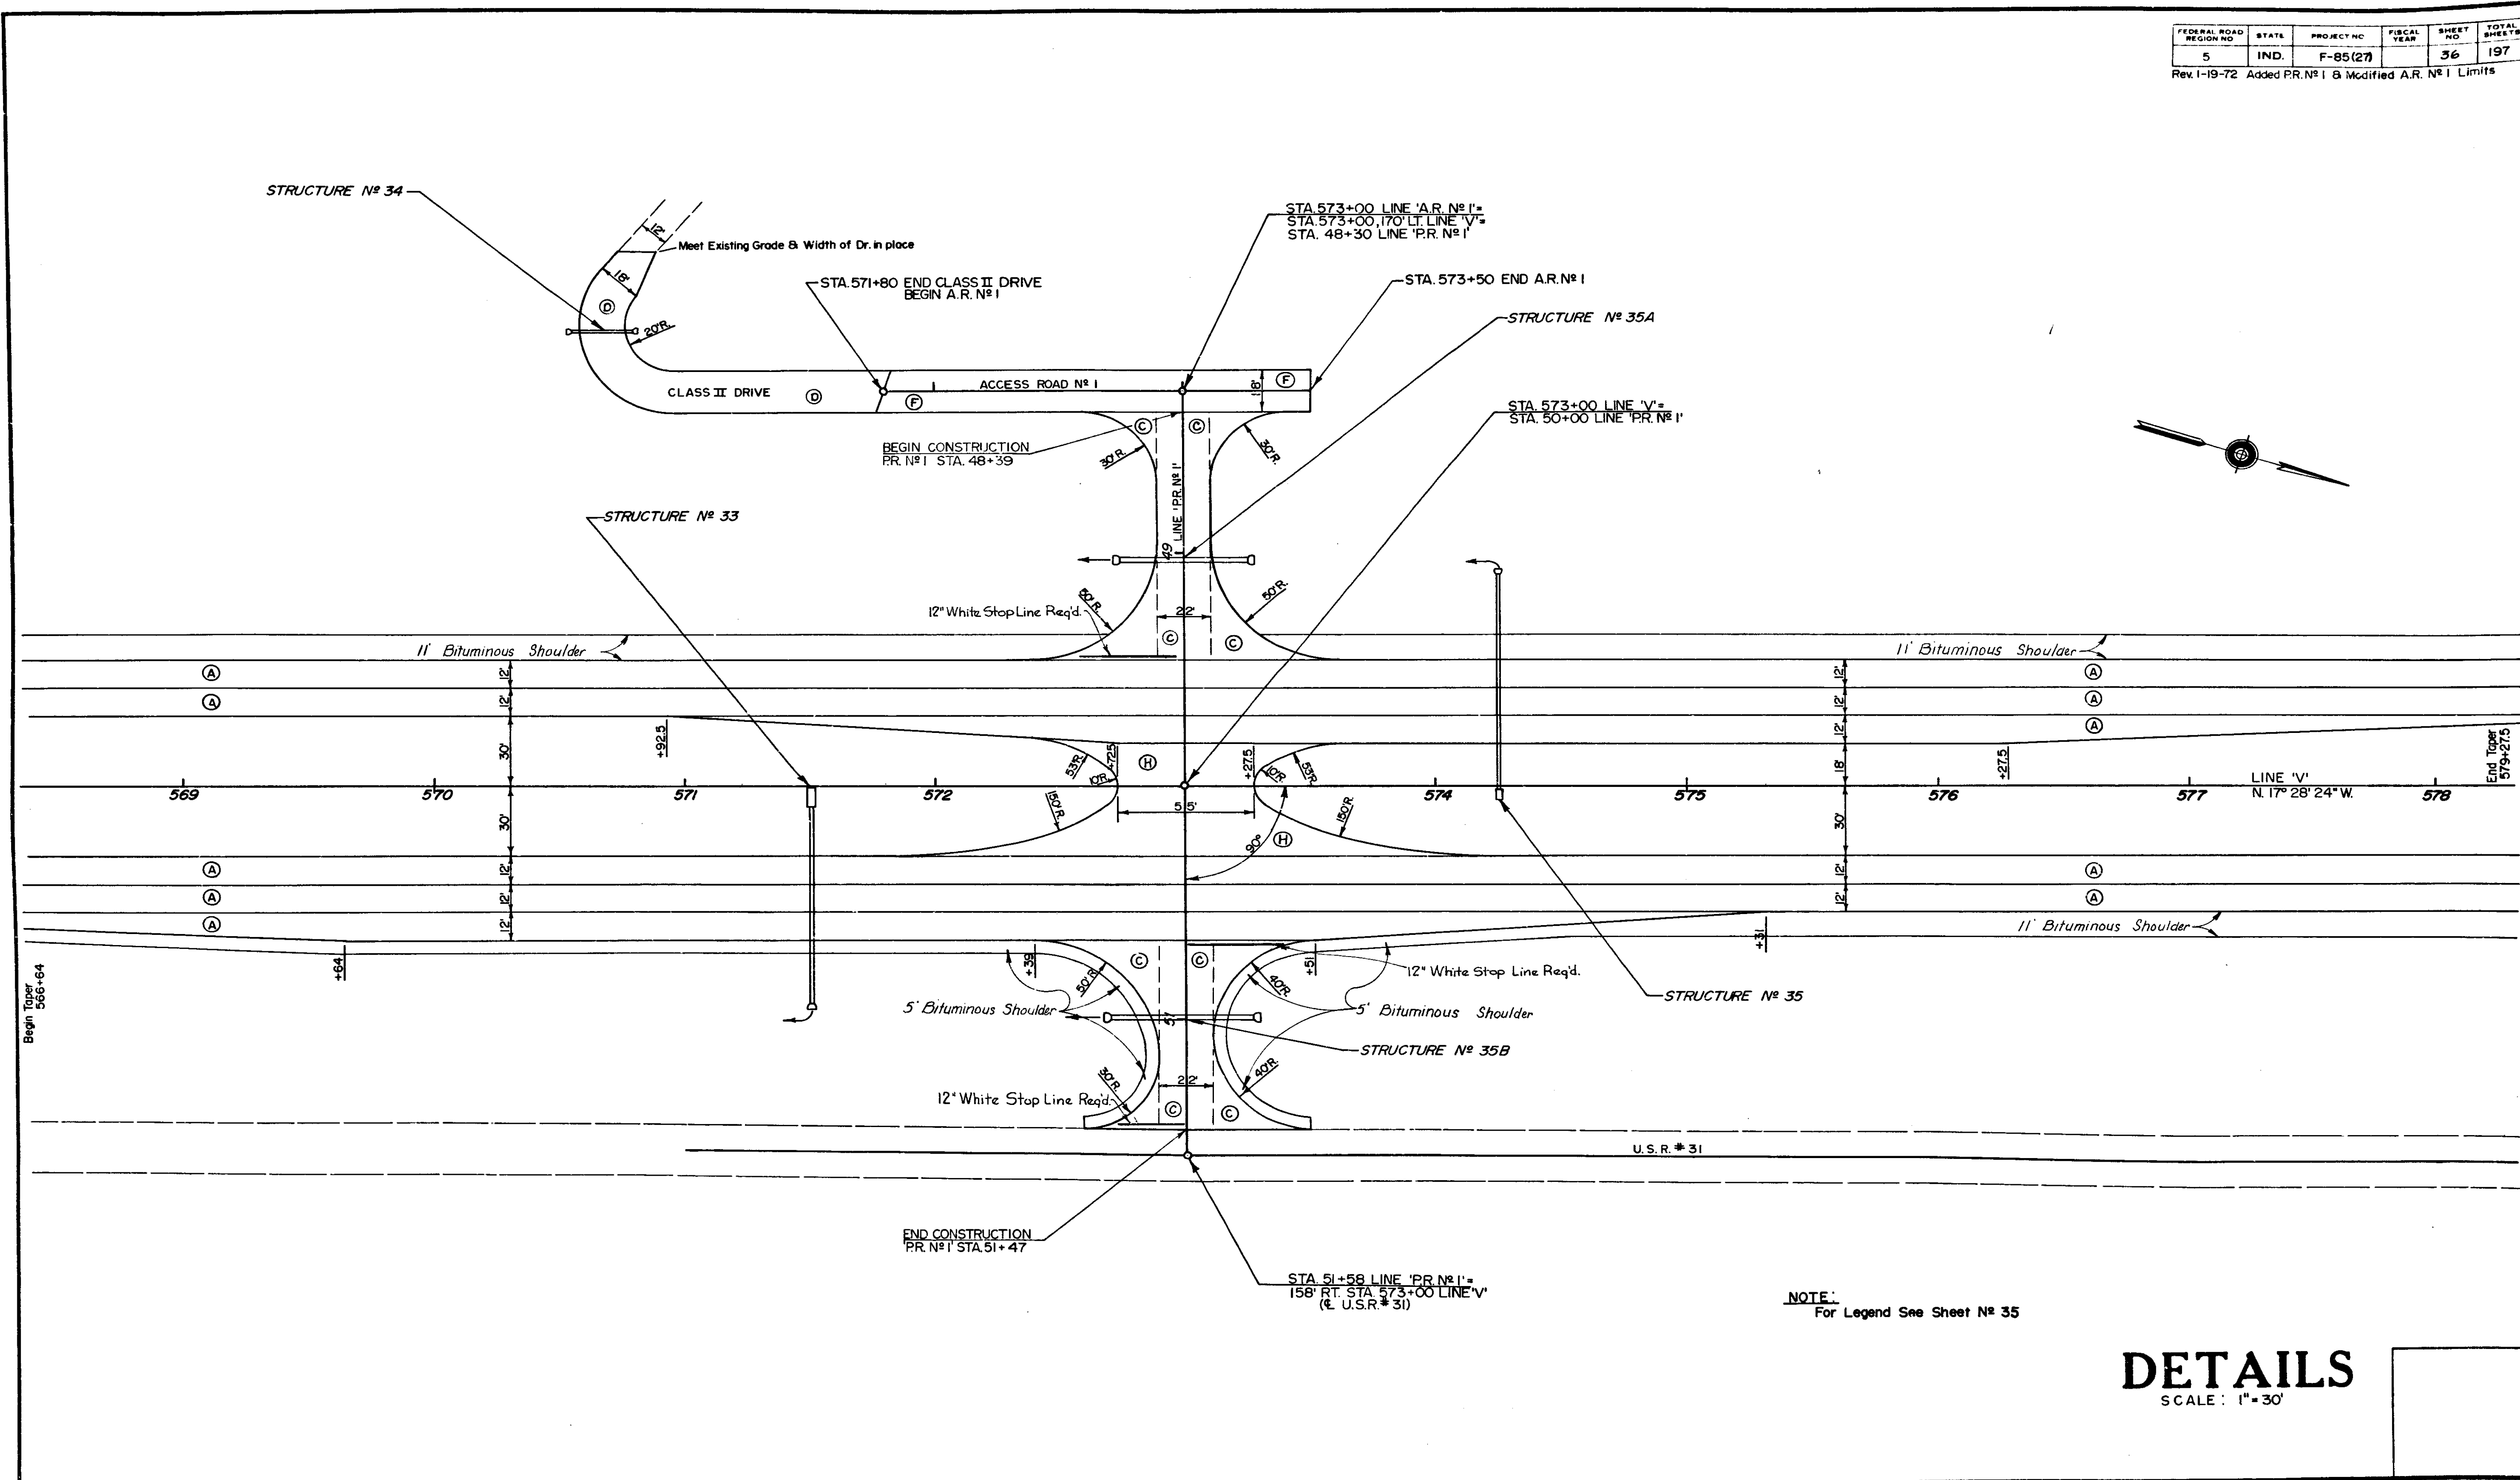 FEDERAL ROAD REGION NO
STATE
PROJECT NO
FISCAL YEAR
SHEET NO
TOTAL SHEETS
5
IND.
F-85(27)
36
197
Rev. 1-19-72 Added P.R. Nº 1 & Modified A.R. Nº 1 Limits
STRUCTURE Nº 34
12'
Meet Existing Grade & Width of Dr. in place
18'
D
20'R.
STA. 571+80 END CLASS II DRIVE
BEGIN A.R. Nº 1
STA. 573+00 LINE 'A.R. Nº 1'=
STA. 573+00, 170' LT. LINE 'V'=
STA. 48+30 LINE 'P.R. Nº 1'
STA. 573+50 END A.R. Nº 1
STRUCTURE Nº 35A
CLASS II DRIVE
D
F
ACCESS ROAD Nº 1
18'
F
STA. 573+00 LINE 'V'=
STA. 50+00 LINE 'P.R. Nº 1'
BEGIN CONSTRUCTION
P.R. Nº 1 STA. 48+39
C
C
30'R.
30'R.
LINE 'P.R. Nº 1'
49
STRUCTURE Nº 33
12" White Stop Line Req'd.
50'R.
50'R.
22'
C
C
11' Bituminous Shoulder
11' Bituminous Shoulder
A
12'
12'
A
A
12'
12'
A
12'
A
+92.5
30'
53'R.
+72.5
10'R.
H
+27.5
10'R.
53'R.
18'
+27.5
End Taper
579+27.5
569
570
571
572
574
575
576
577
578
LINE 'V'
N. 17° 28' 24" W.
30'
150'R.
55'
150'R.
90°
H
30'
A
12'
A
A
12'
12'
A
12'
12'
A
Begin Taper
566+64
+64
+39
+51
+31
11' Bituminous Shoulder
C
C
50'R.
40'R.
12" White Stop Line Req'd.
5' Bituminous Shoulder
5' Bituminous Shoulder
51
STRUCTURE Nº 35
STRUCTURE Nº 35B
30'R.
22'
40'R.
12" White Stop Line Req'd.
C
C
U.S.R. # 31
END CONSTRUCTION
'P.R. Nº 1' STA. 51+47
STA. 51+58 LINE 'P.R. Nº 1'=
158' RT. STA. 573+00 LINE 'V'
(℄ U.S.R. # 31)
NOTE:
For Legend See Sheet Nº 35
DETAILS
SCALE: 1"=30'